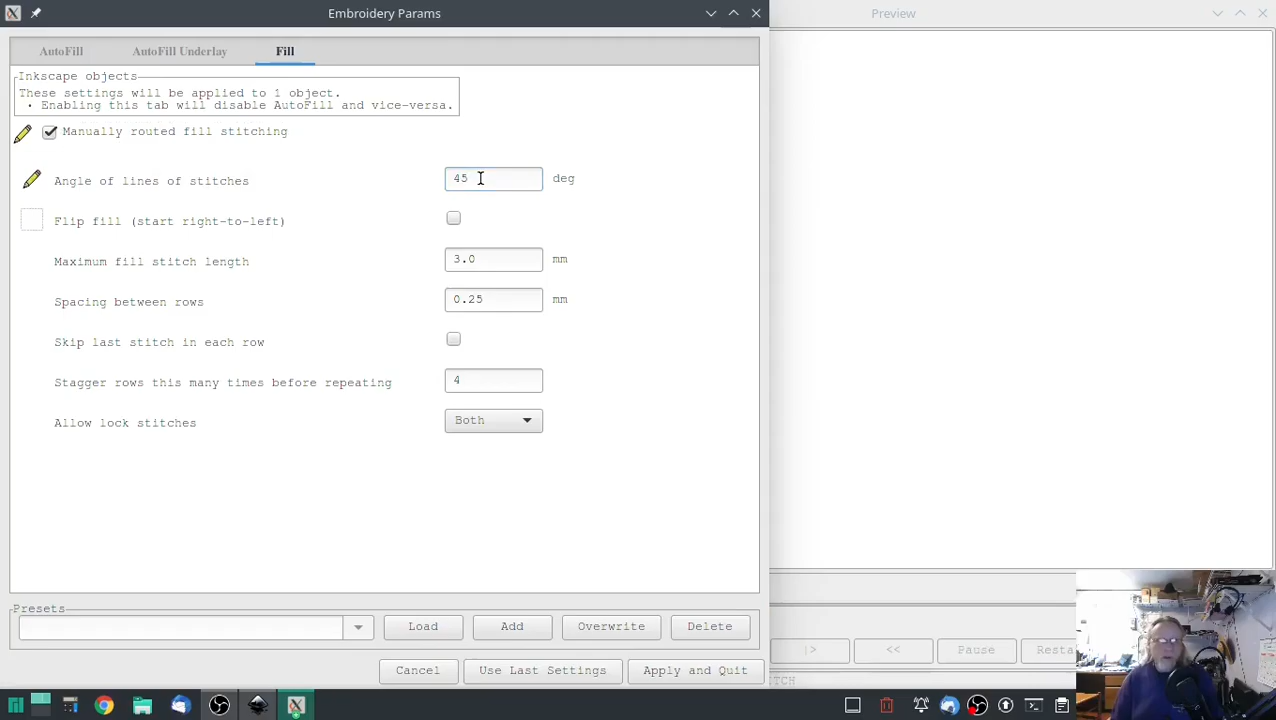 Embroidery Params
Preview
AutoFill
AutoFill Underlay
Fill
Inkscape objects
These settings will be applied to 1 object.
• Enabling this tab will disable AutoFill and vice-versa.
Manually routed fill stitching
Angle of lines of stitches
45
deg
Flip fill (start right-to-left)
Maximum fill stitch length
3.0
mm
Spacing between rows
0.25
mm
Skip last stitch in each row
Stagger rows this many times before repeating
4
Allow lock stitches
Both
Presets
Load
Add
Overwrite
Delete
|>
<<
Pause
Resta
Cancel
Use Last Settings
Apply and Quit
TCH